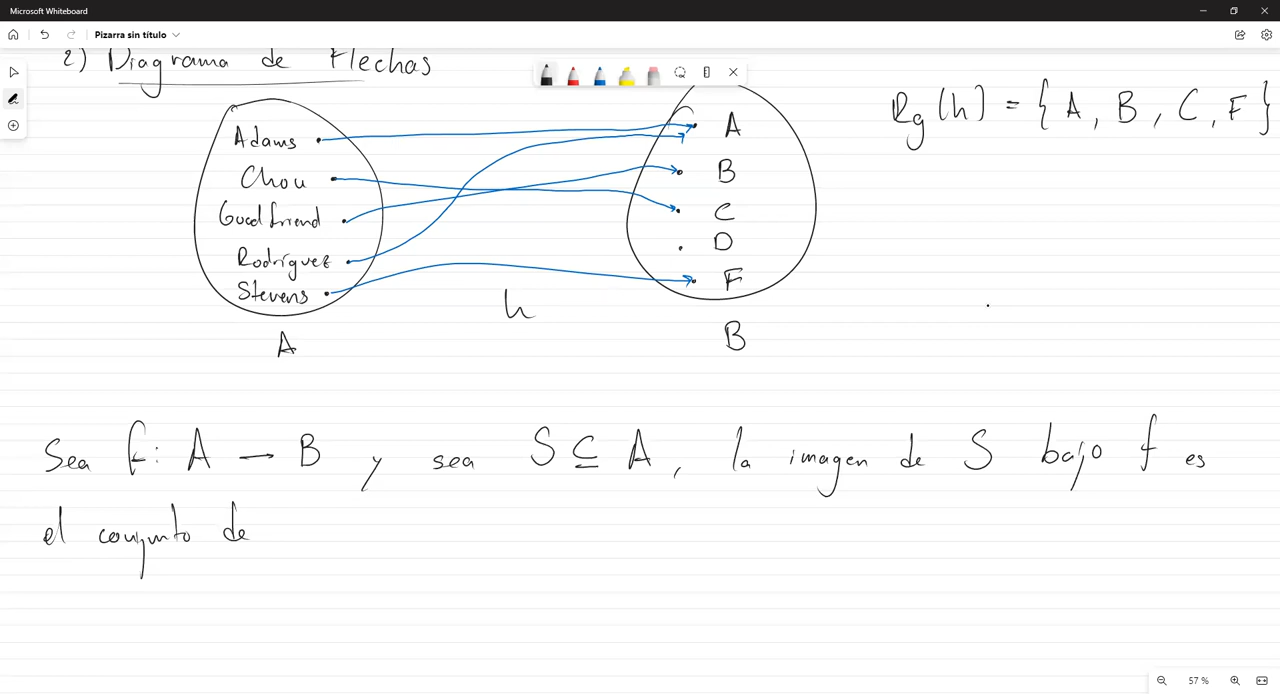 Microsoft Whiteboard
Pizarra sin título
2) Diagrama de Flechas
Rg(h) = {A, B, C, F}
Adams
Chou
Goodfriend
Rodríguez
Stevens
A
A
B
C
D
F
B
h
Sea f: A → B y sea S ⊆ A, la imagen de S bajo f es
el conjunto de
57 %